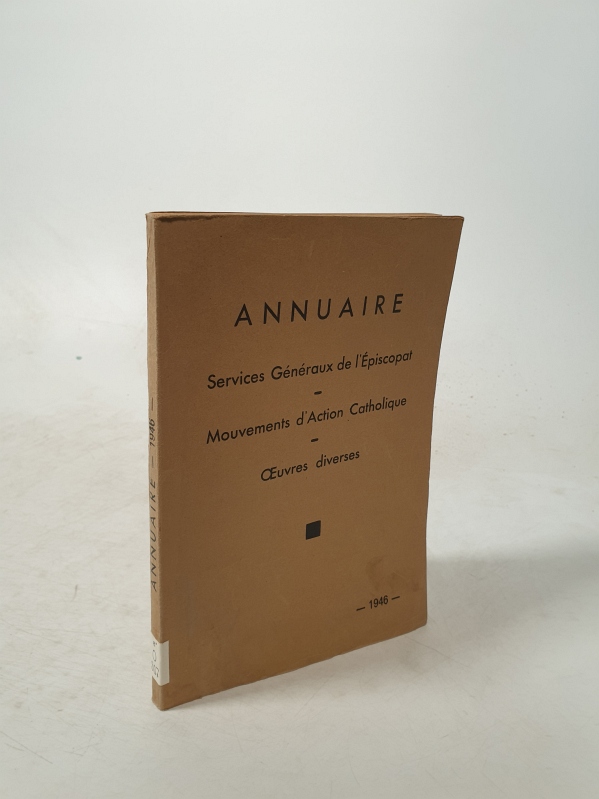 ANNUAIRE
Services Généraux de l'Épiscopat
–
Mouvements d'Action Catholique
–
Œuvres diverses
— 1946 —
ANNUAIRE — 1946 —